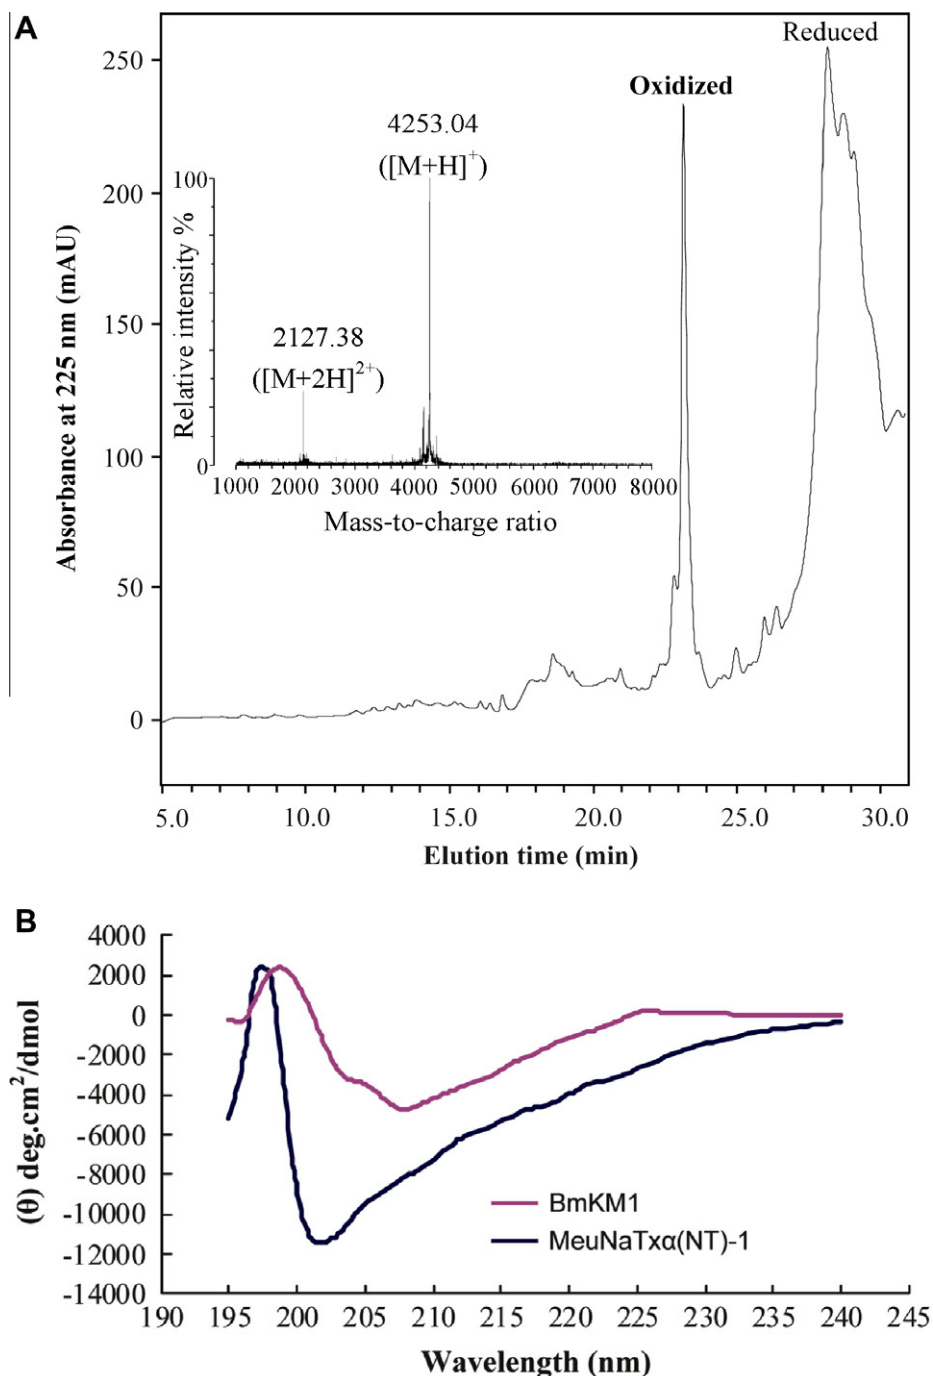 A
Reduced
Oxidized
4253.04
([M+H]⁺)
2127.38
([M+2H]²⁺)
100
0
Relative intensity %
1000 2000 3000 4000 5000 6000 7000 8000
Mass-to-charge ratio
250
200
150
100
50
0
Absorbance at 225 nm (mAU)
5.0 10.0 15.0 20.0 25.0 30.0
Elution time (min)
B
4000
2000
0
-2000
-4000
-6000
-8000
-10000
-12000
-14000
(θ) deg.cm²/dmol
BmKM1
MeuNaTxα(NT)-1
190 195 200 205 210 215 220 225 230 235 240 245
Wavelength (nm)